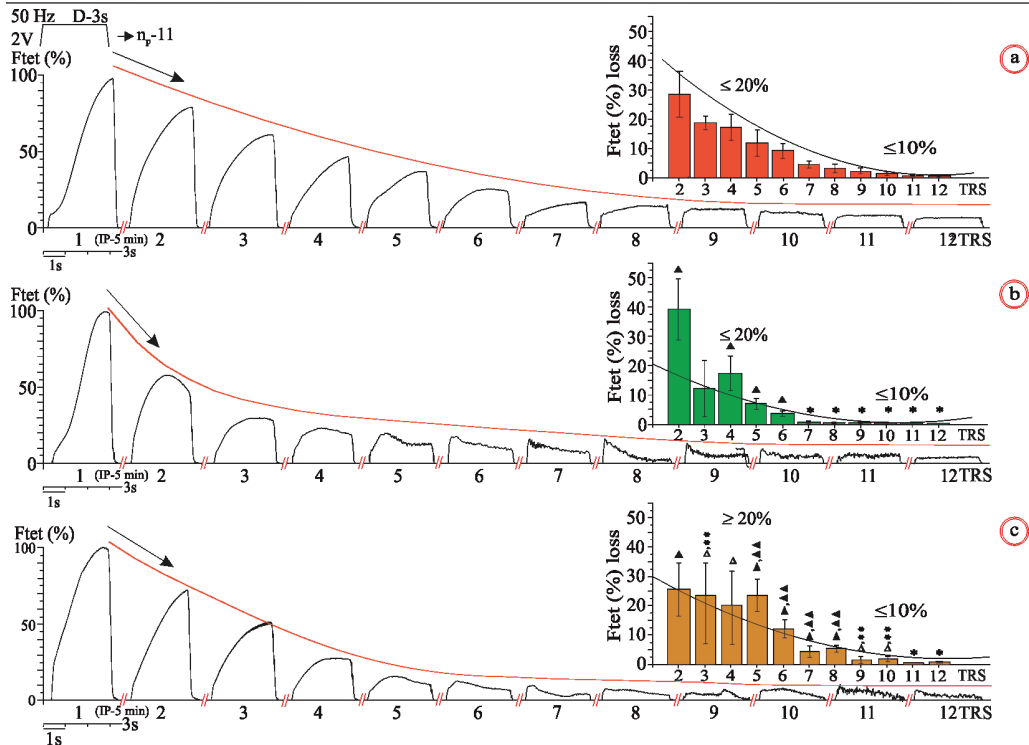 50 Hz D-3s
2V → np-11
Ftet (%)
100
50
0
1 (IP-5 min) 2 3 4 5 6 7 8 9 10 11 12 TRS
3s
1s
Ftet (%) loss
50
40
30
20
10
0
≤ 20%
≤10%
2 3 4 5 6 7 8 9 10 11 12 TRS
a
Ftet (%)
100
50
0
1 (IP-5 min) 2 3 4 5 6 7 8 9 10 11 12 TRS
3s
1s
Ftet (%) loss
50
40
30
20
10
0
≤ 20%
≤10%
▲ ▲ ▲ ▲ * * * * * *
2 3 4 5 6 7 8 9 10 11 12 TRS
b
Ftet (%)
100
50
0
1 (IP-5 min) 2 3 4 5 6 7 8 9 10 11 12 TRS
3s
1s
Ftet (%) loss
50
40
30
20
10
0
≥ 20%
≤10%
2 3 4 5 6 7 8 9 10 11 12 TRS
c